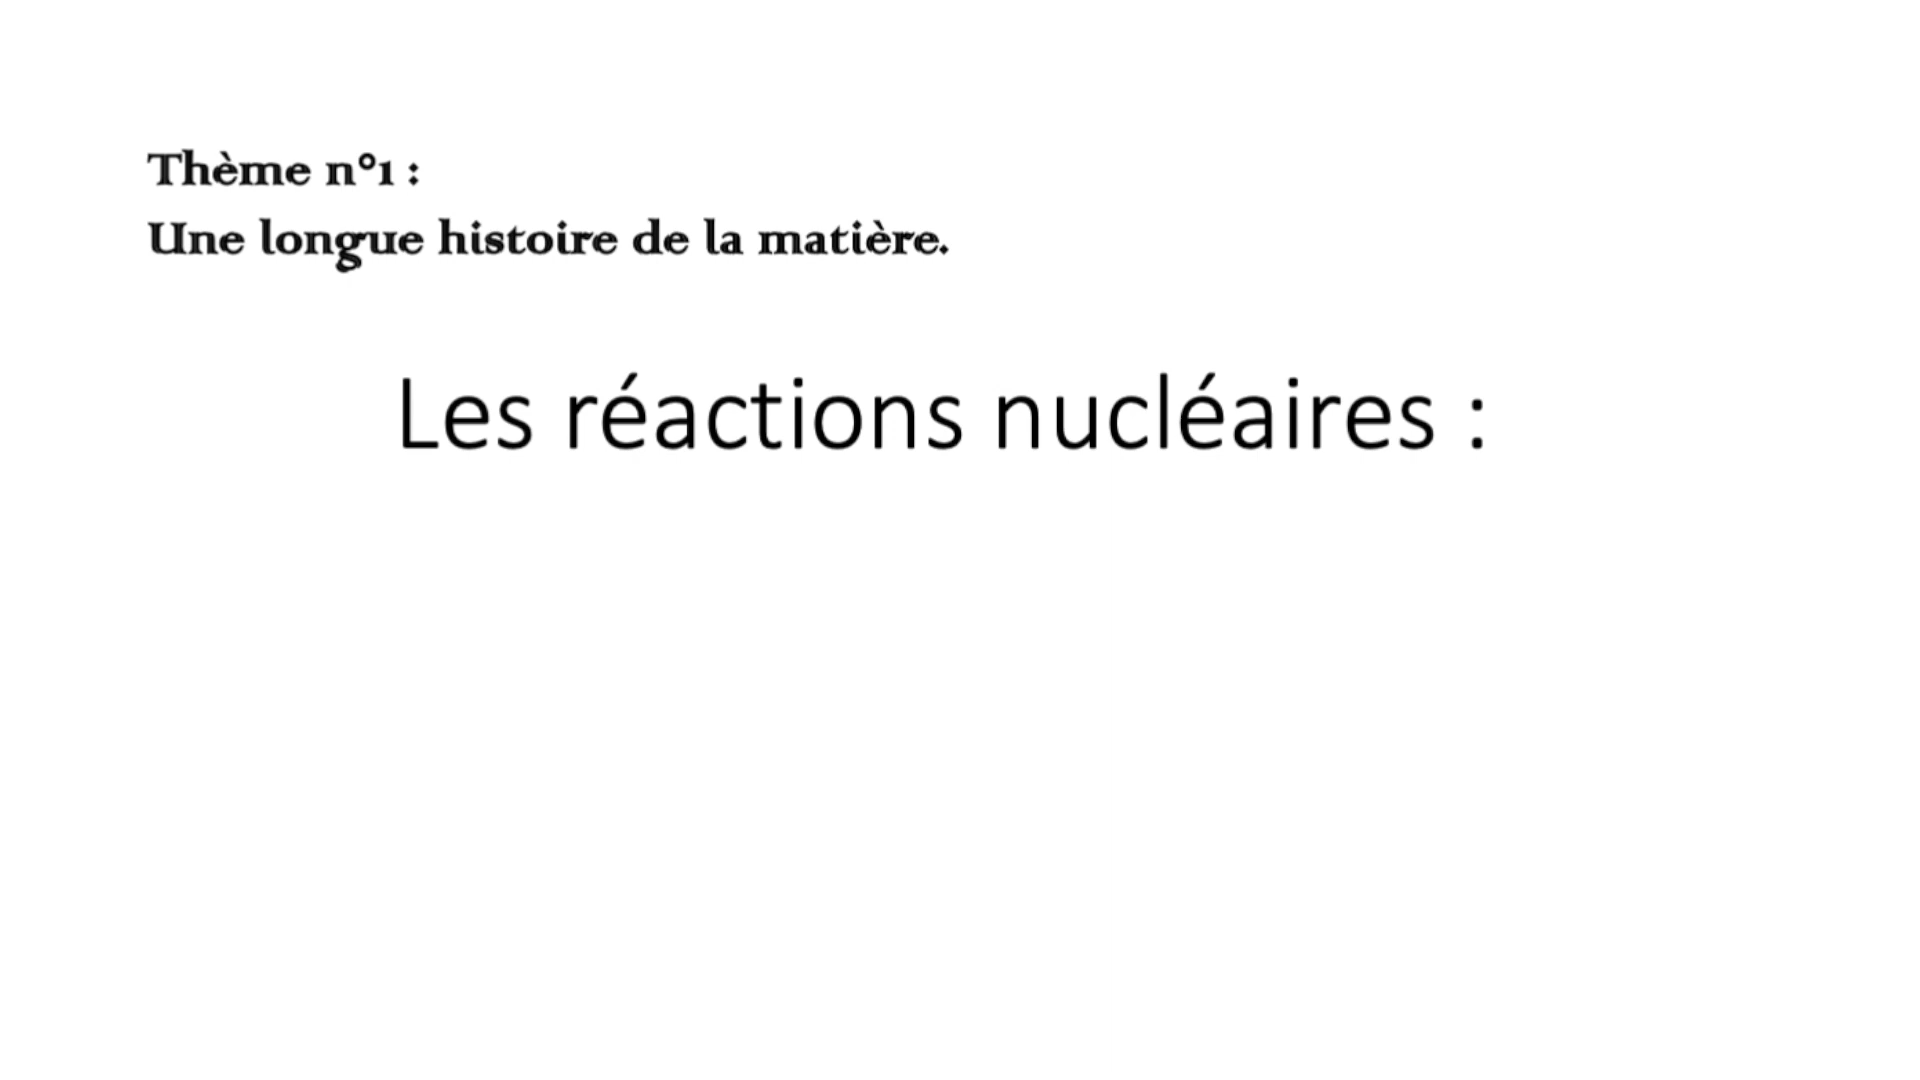 Thème n°1 :
Une longue histoire de la matière.
Les réactions nucléaires :